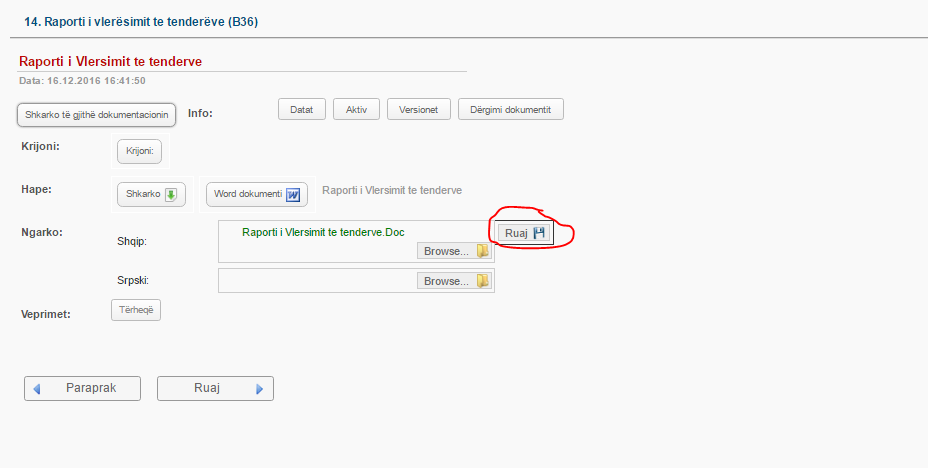 14. Raporti i vlerësimit te tenderëve (B36)
Raporti i Vlersimit te tenderve
Data: 16.12.2016 16:41:50
Shkarko të gjithë dokumentacionin Info: Datat Aktiv Versionet Dërgimi dokumentit
Krijoni: Krijoni:
Hape: Shkarko Word dokumenti Raporti i Vlersimit te tenderve
Ngarko: Shqip: Raporti i Vlersimit te tenderve.Doc Ruaj
Browse...
Srpski: Browse...
Veprimet: Tërheqë
Paraprak Ruaj